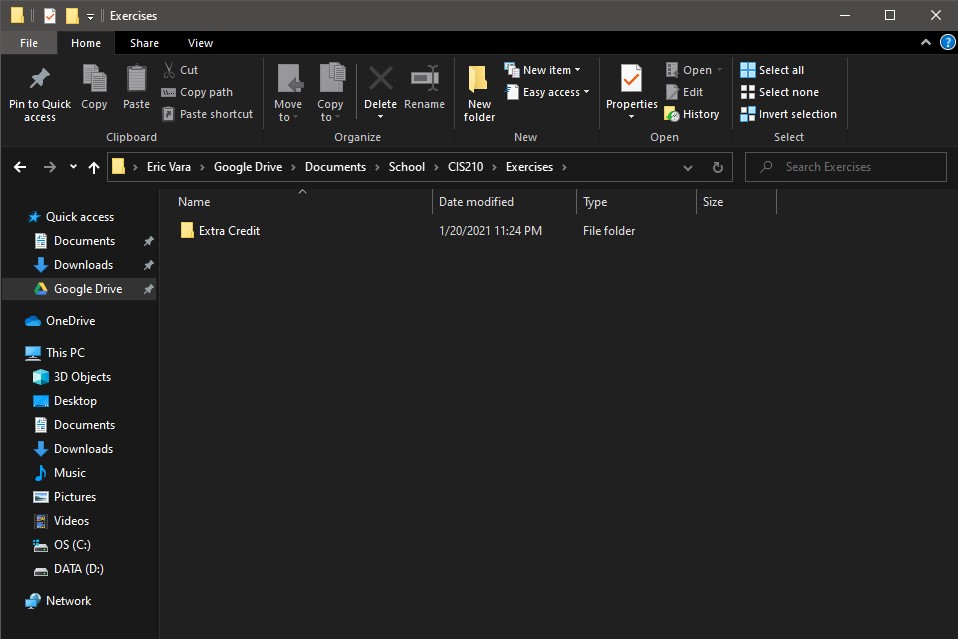 Exercises
File Home Share View
Pin to Quick access
Copy
Paste
Cut
Copy path
Paste shortcut
Clipboard
Move to
Copy to
Delete
Rename
Organize
New folder
New item
Easy access
New
Properties
Open
Edit
History
Open
Select all
Select none
Invert selection
Select
Eric Vara > Google Drive > Documents > School > CIS210 > Exercises >
Search Exercises
Name Date modified Type Size
Extra Credit 1/20/2021 11:24 PM File folder
Quick access
Documents
Downloads
Google Drive
OneDrive
This PC
3D Objects
Desktop
Documents
Downloads
Music
Pictures
Videos
OS (C:)
DATA (D:)
Network